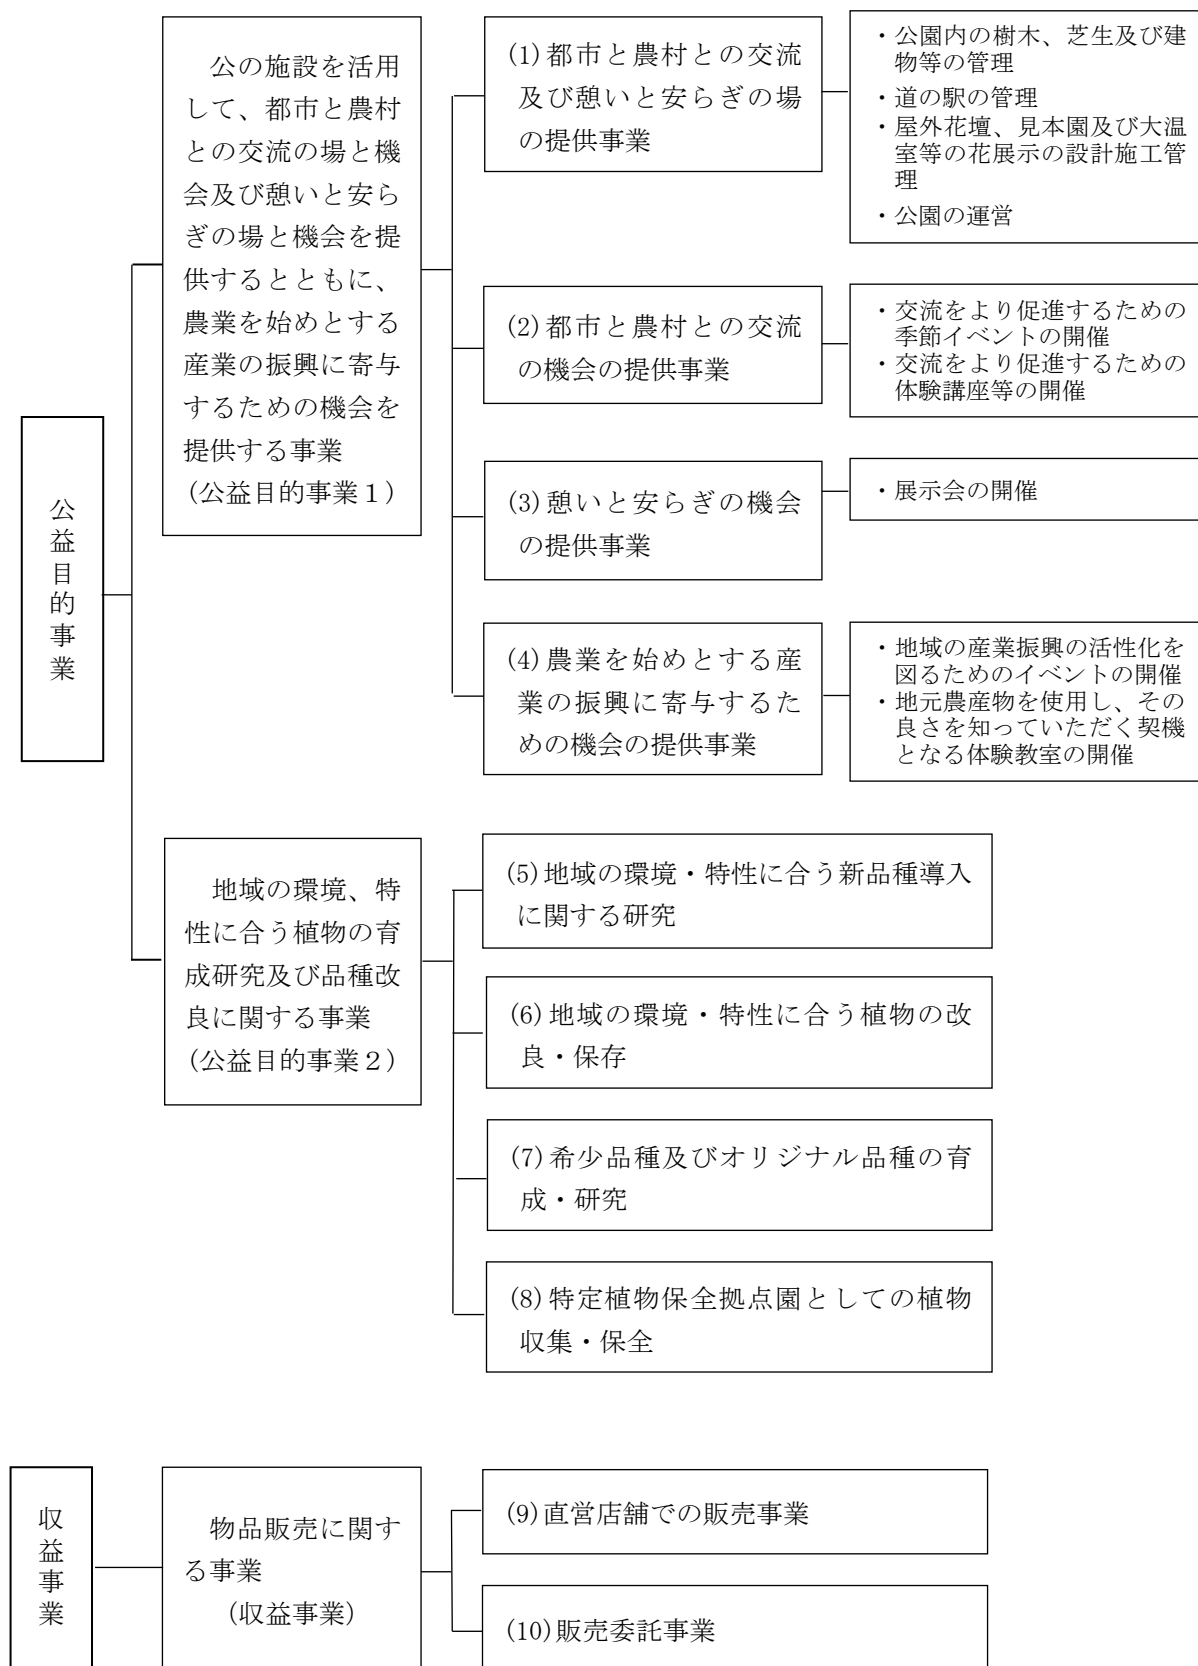 公益目的事業
公の施設を活用
して、都市と農村
との交流の場と機
会及び憩いと安ら
ぎの場と機会を提
供するとともに、
農業を始めとする
産業の振興に寄与
するための機会を
提供する事業
(公益目的事業１)
(1)都市と農村との交流
及び憩いと安らぎの場
の提供事業
・公園内の樹木、芝生及び建
物等の管理
・道の駅の管理
・屋外花壇、見本園及び大温
室等の花展示の設計施工管
理
・公園の運営
(2)都市と農村との交流
の機会の提供事業
・交流をより促進するための
季節イベントの開催
・交流をより促進するための
体験講座等の開催
(3)憩いと安らぎの機会
の提供事業
・展示会の開催
(4)農業を始めとする産
業の振興に寄与するた
めの機会の提供事業
・地域の産業振興の活性化を
図るためのイベントの開催
・地元農産物を使用し、その
良さを知っていただく契機
となる体験教室の開催
地域の環境、特
性に合う植物の育
成研究及び品種改
良に関する事業
(公益目的事業２)
(5)地域の環境・特性に合う新品種導入
に関する研究
(6)地域の環境・特性に合う植物の改
良・保存
(7)希少品種及びオリジナル品種の育
成・研究
(8)特定植物保全拠点園としての植物
収集・保全
収益事業
物品販売に関す
る事業
(収益事業)
(9)直営店舗での販売事業
(10)販売委託事業